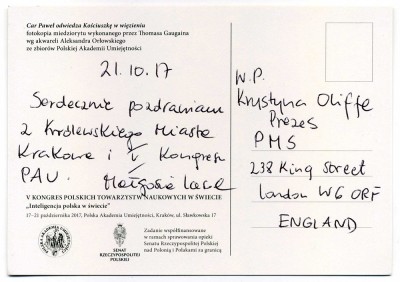 Car Paweł odwiedza Kościuszkę w więzieniu
fotokopia miedziorytu wykonanego przez Thomasa Gaugaina
wg akwareli Aleksandra Orłowskiego
ze zbiorów Polskiej Akademii Umiejętności
21.10.17
Serdecznie pozdrawiam
z Królewskiego Miasta
Krakowa i V Kongresu
PAU. Małgosia
W.P.
Krystyna Oliffe
Prezes
PMS
238 King Street
London W6 ORF
ENGLAND
V KONGRES POLSKICH TOWARZYSTW NAUKOWYCH W ŚWIECIE
„Inteligencja polska w świecie”
17–21 października 2017, Polska Akademia Umiejętności, Kraków, ul. Sławkowska 17
SENAT
RZECZYPOSPOLITEJ
POLSKIEJ
Zadanie współfinansowane
w ramach sprawowania opieki
Senatu Rzeczypospolitej Polskiej
nad Polonią i Polakami za granicą